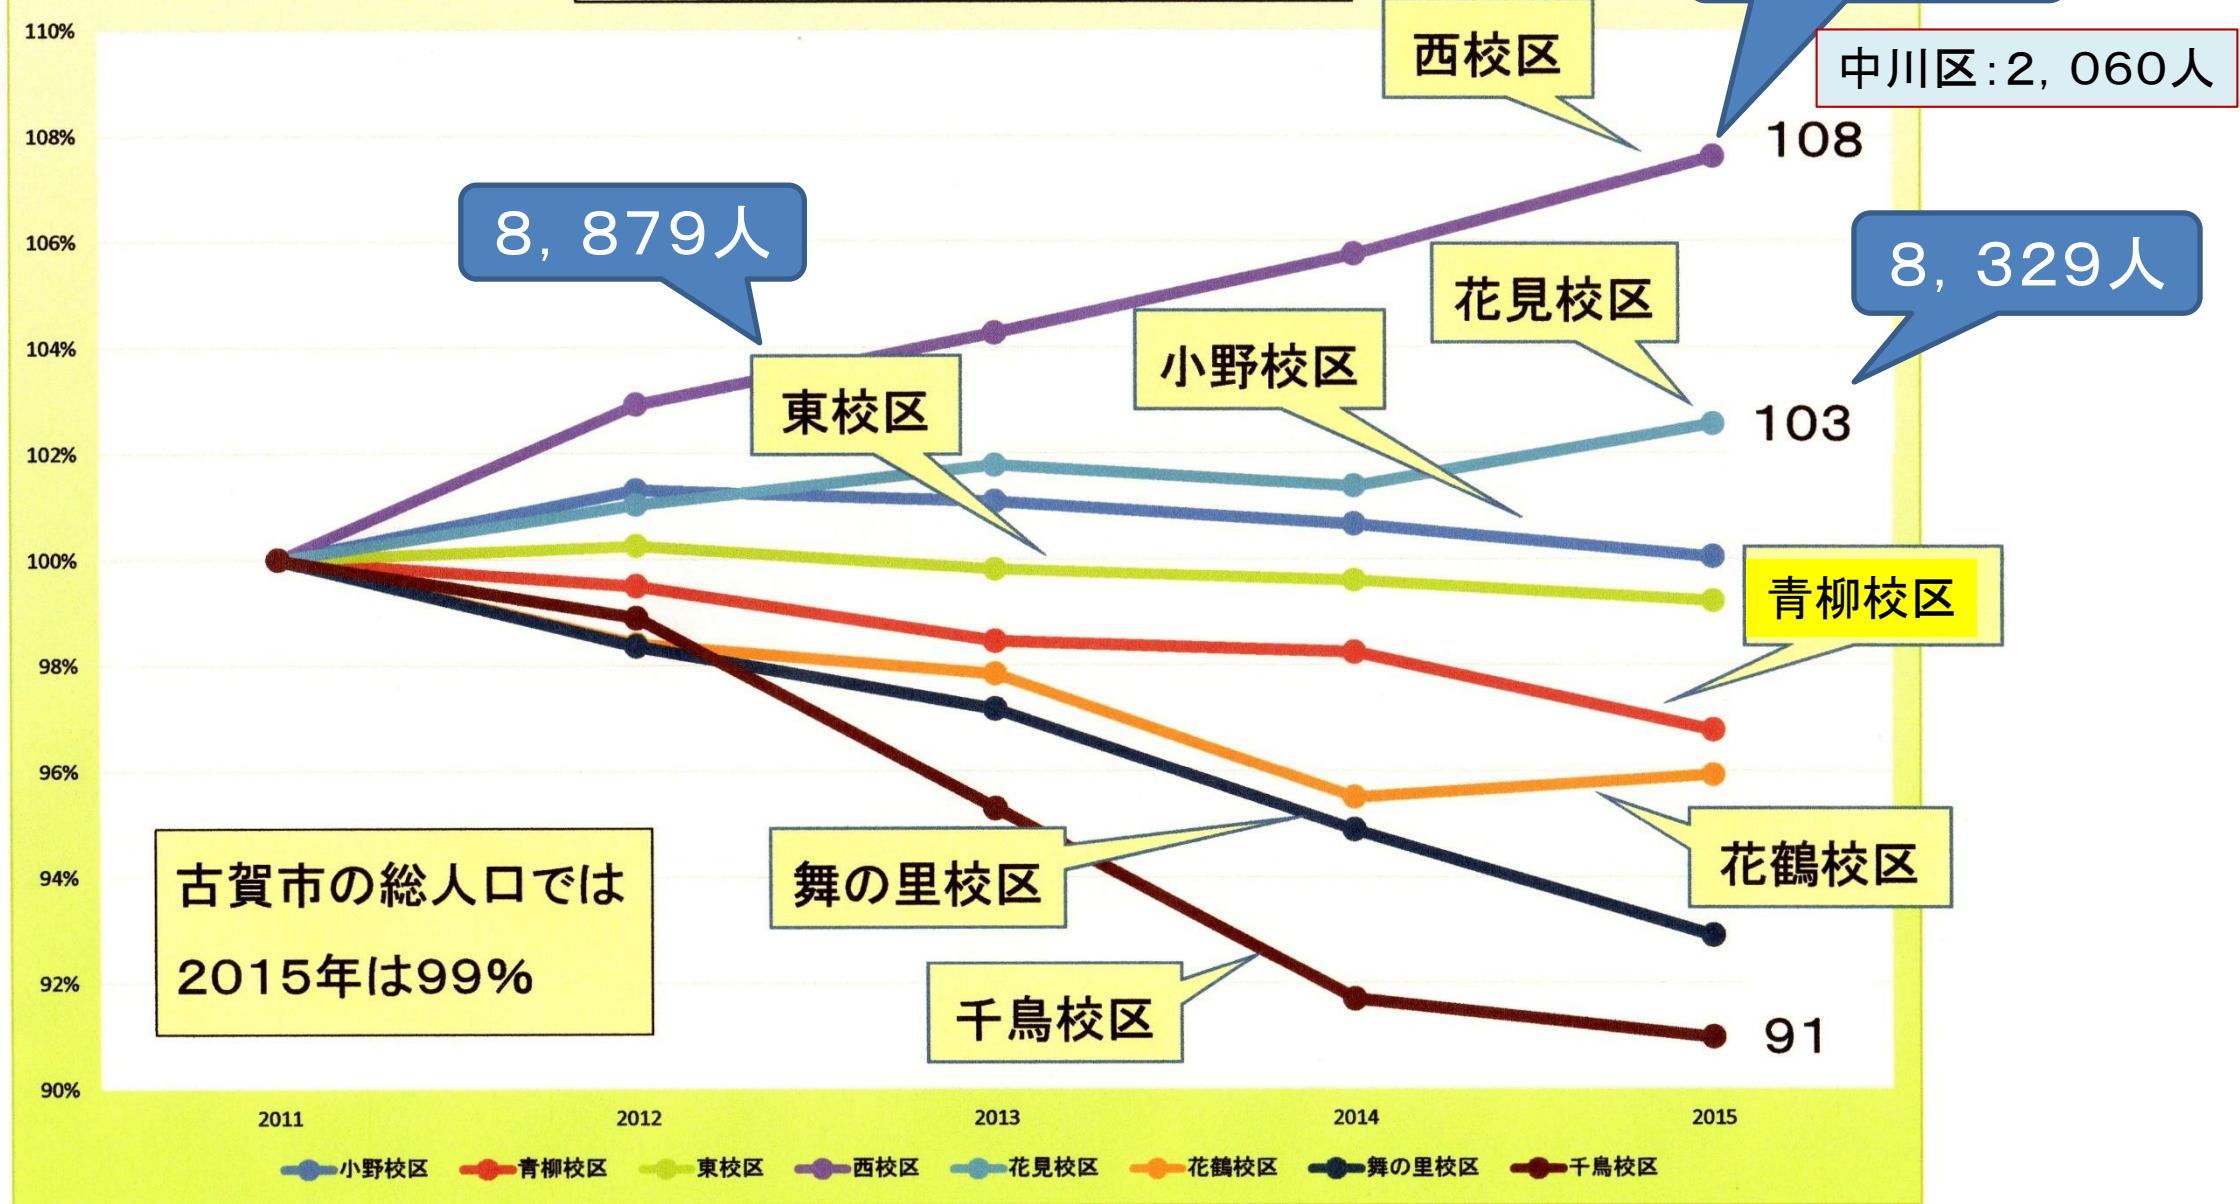 110%
108%
106%
104%
102%
100%
98%
96%
94%
92%
90%
西校区
中川区:2，060人
108
8，879人
8，329人
花見校区
小野校区
東校区
103
青柳校区
花鶴校区
舞の里校区
千鳥校区
91
古賀市の総人口では
2015年は99%
2011 2012 2013 2014 2015
小野校区 青柳校区 東校区 西校区 花見校区 花鶴校区 舞の里校区 千鳥校区